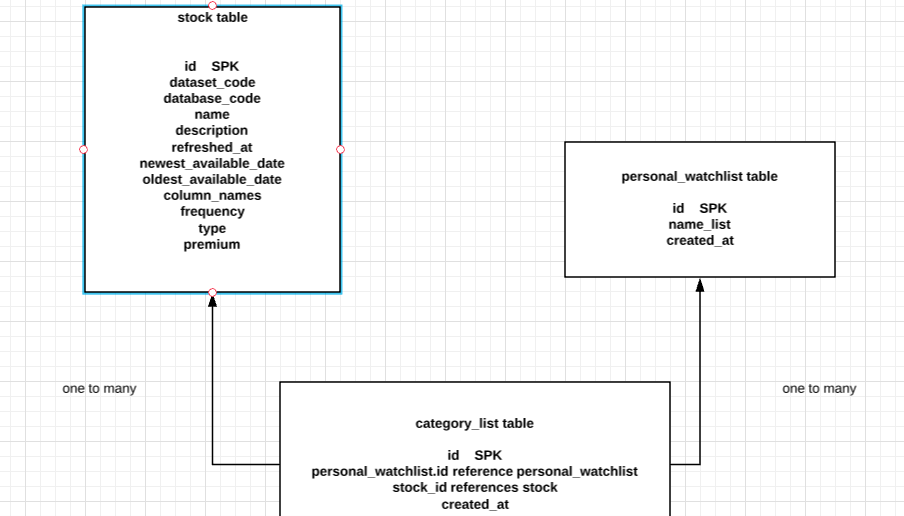 stock table
id SPK
dataset_code
database_code
name
description
refreshed_at
newest_available_date
oldest_available_date
column_names
frequency
type
premium
personal_watchlist table
id SPK
name_list
created_at
one to many
one to many
category_list table
id SPK
personal_watchlist.id reference personal_watchlist
stock_id references stock
created_at